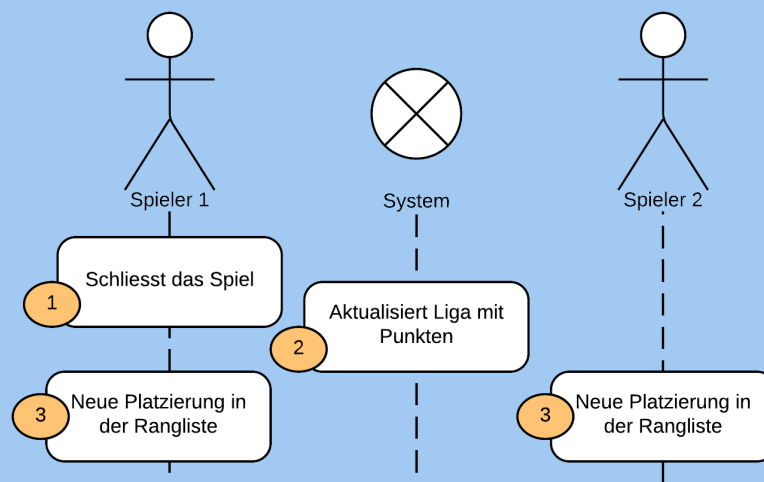 Spieler 1
System
Spieler 2
Schliesst das Spiel
1
Aktualisiert Liga mit
Punkten
2
Neue Platzierung in
der Rangliste
3
Neue Platzierung in
der Rangliste
3